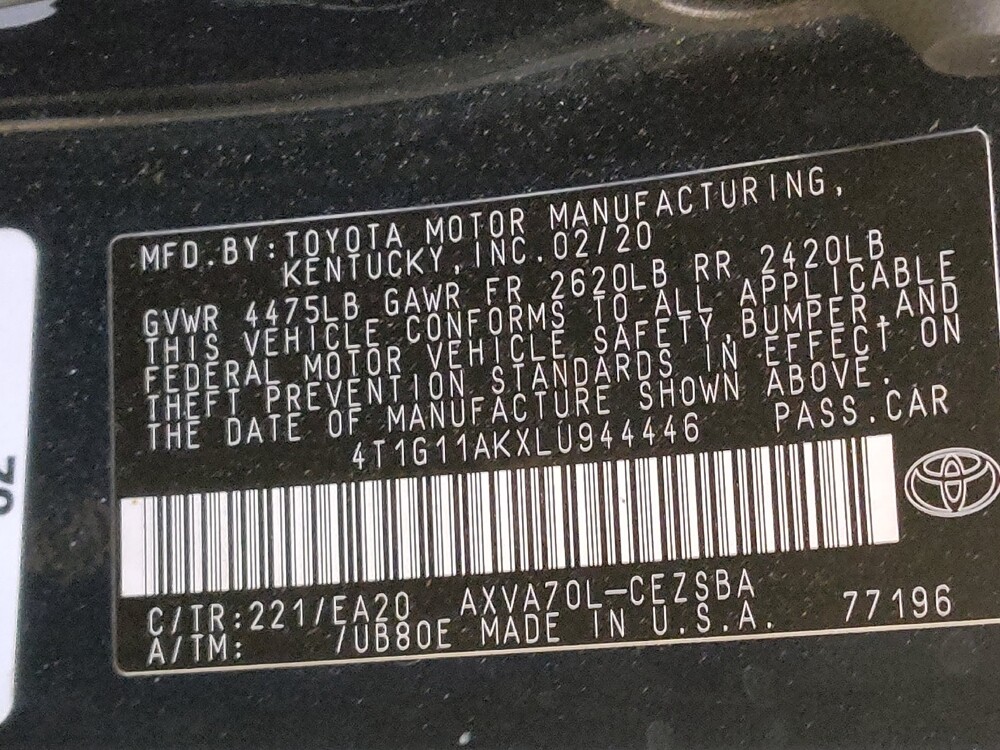 MFD.BY:TOYOTA MOTOR MANUFACTURING,
KENTUCKY, INC. 02/20
GVWR 4475LB GAWR FR 2620LB RR 2420LB
THIS VEHICLE CONFORMS TO ALL APPLICABLE
FEDERAL MOTOR VEHICLE SAFETY,BUMPER,AND
THEFT PREVENTION STANDARDS IN EFFECT ON
THE DATE OF MANUFACTURE SHOWN ABOVE.
4T1G11AKXLU944446 PASS.CAR
C/TR:221/EA20 AXVA70L-CEZSBA
A/TM: /UB80E MADE IN U.S.A. 77196